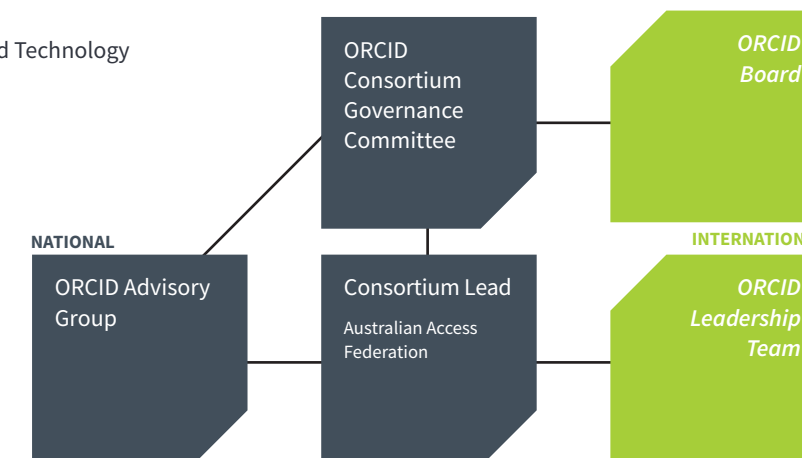 Technology
ORCID
Consortium
Governance
Committee
ORCID
Board
NATIONAL
ORCID Advisory
Group
Consortium Lead
Australian Access
Federation
INTERNATION
ORCID
Leadership
Team